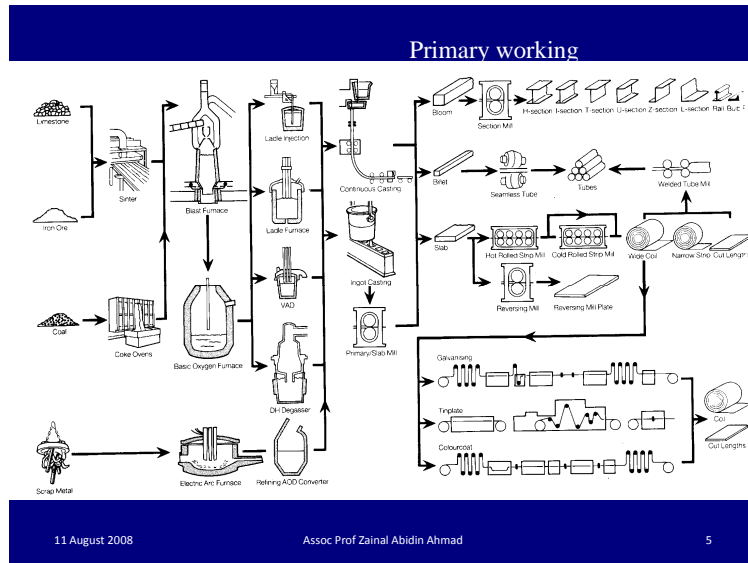 Primary working
Limestone
Iron Ore
Coal
Scrap Metal
Sinter
Coke Ovens
Blast Furnace
Basic Oxygen Furnace
Electric Arc Furnace
Refining AOD Converter
Ladle Injection
Ladle Furnace
VAD
DH Degasser
Continuous Casting
Ingot Casting
Primary/Slab Mill
Bloom
Section Mill
H-section I-section T-section U-section Z-section L-section Rail
Billet
Seamless Tube
Tubes
Welded Tube Mill
Slab
Hot Rolled Strip Mill
Cold Rolled Strip Mill
Wide Coil
Narrow Strip
Cut Lengths
Reversing Mill
Reversing Mill Plate
Galvanising
Tinplate
Colourcoat
Coil
Cut Lengths
11 August 2008
Assoc Prof Zainal Abidin Ahmad
5